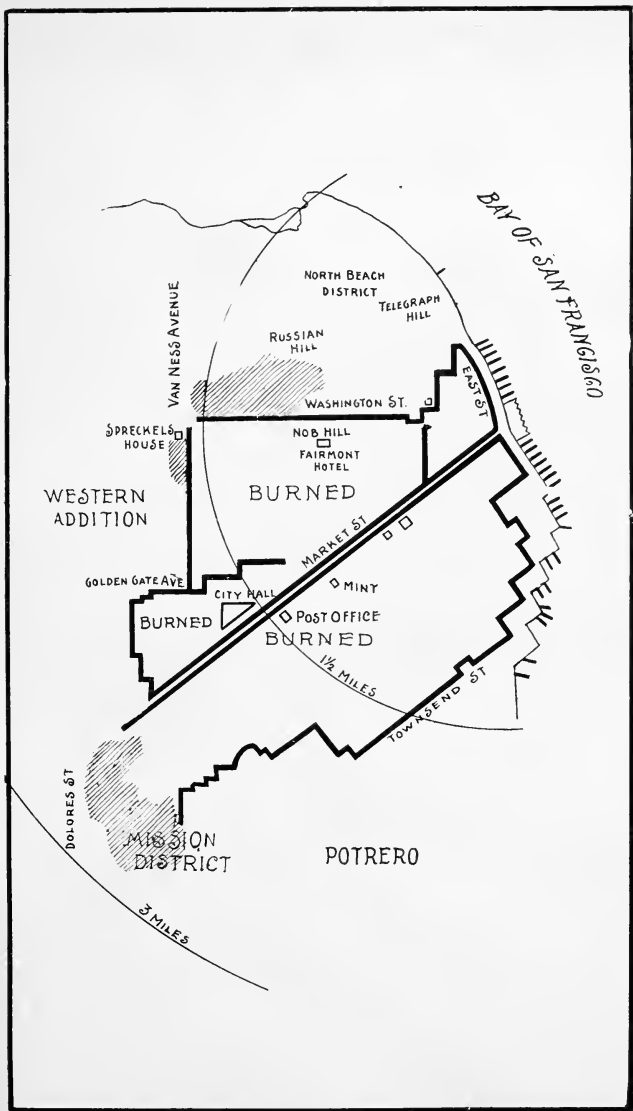 BAY OF SAN FRANGISGO
NORTH BEACH
DISTRICT
TELEGRAPH
HILL
RUSSIAN
HILL
VAN NESS AVENUE
WASHINGTON ST.
EAST ST
SPRECKELS
HOUSE
NOB HILL
FAIRMONT
HOTEL
WESTERN
ADDITION
BURNED
MARKET ST
GOLDEN GATE AVE
CITY HALL
MINT
BURNED
POST OFFICE
BURNED
1½ MILES
TOWNSEND ST
DOLORES ST
MISSION
DISTRICT
POTRERO
3 MILES